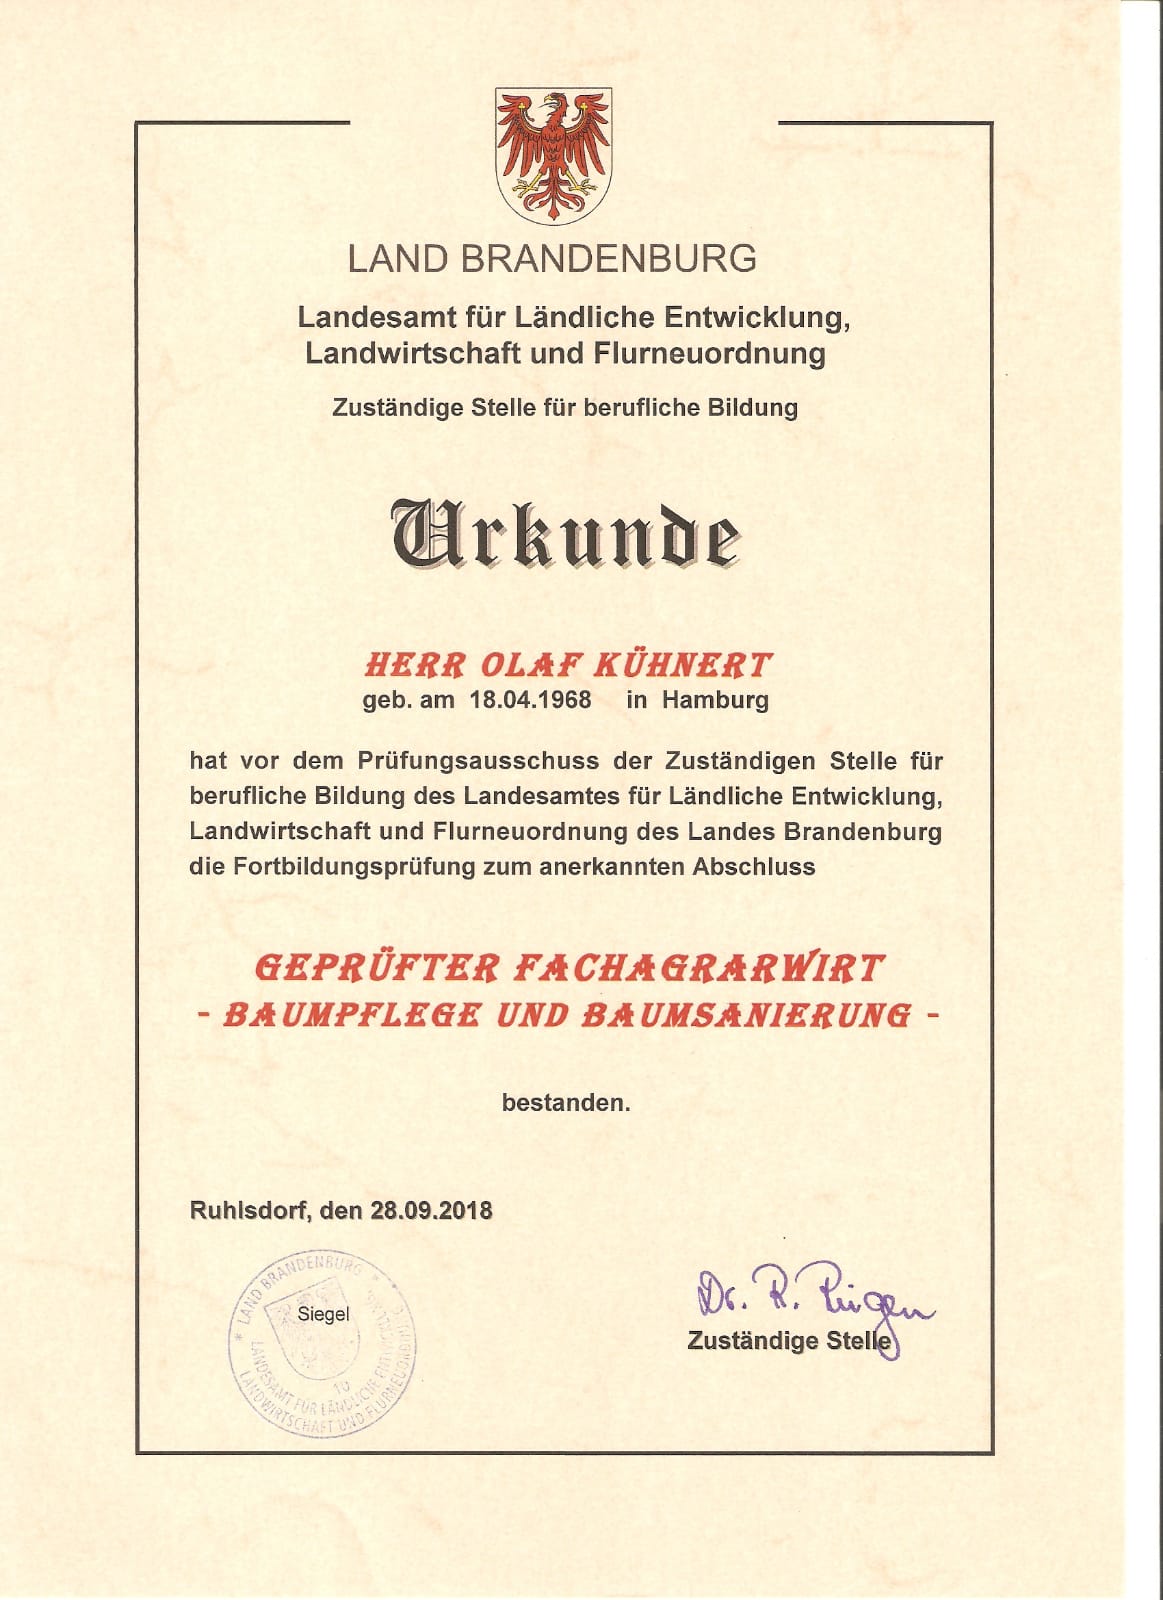 LAND BRANDENBURG
Landesamt für Ländliche Entwicklung,
Landwirtschaft und Flurneuordnung
Zuständige Stelle für berufliche Bildung
Urkunde
HERR OLAF KÜHNERT
geb. am 18.04.1968 in Hamburg
hat vor dem Prüfungsausschuss der Zuständigen Stelle für
berufliche Bildung des Landesamtes für Ländliche Entwicklung,
Landwirtschaft und Flurneuordnung des Landes Brandenburg
die Fortbildungsprüfung zum anerkannten Abschluss
GEPRÜFTER FACHAGRARWIRT
- BAUMPFLEGE UND BAUMSANIERUNG -
bestanden.
Ruhlsdorf, den 28.09.2018
* LAND BRANDENBURG *
LANDESAMT FÜR LÄNDLICHE ENTWICKLUNG,
LANDWIRTSCHAFT UND FLURNEUORDNUNG
Siegel
10
Dr. R.
Zuständige Stelle